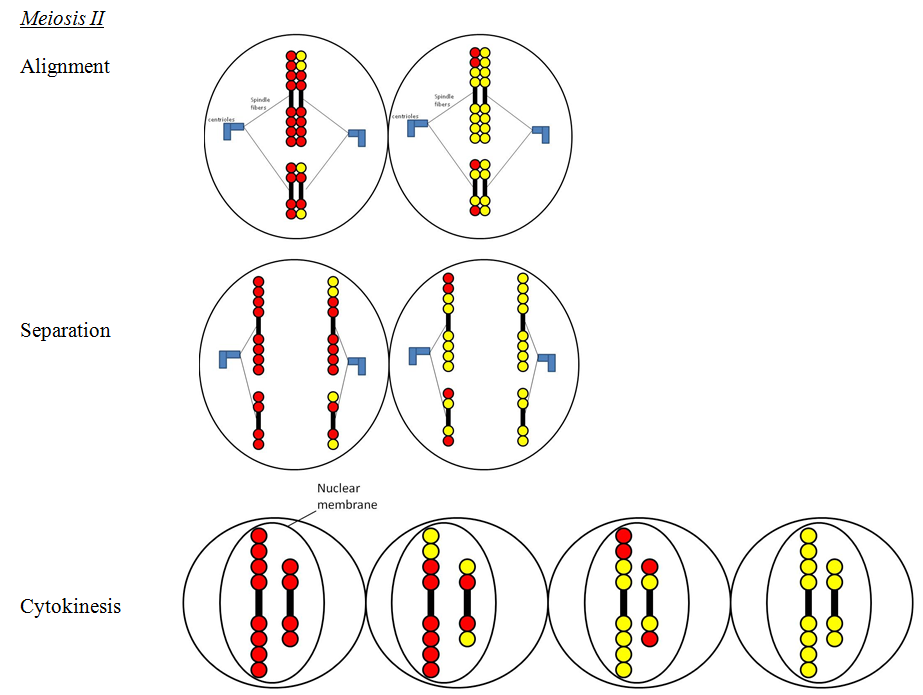 Meiosis II
Alignment
Spindle
fibers
centrioles
Spindle
fibers
centrioles
Separation
Nuclear
membrane
Cytokinesis